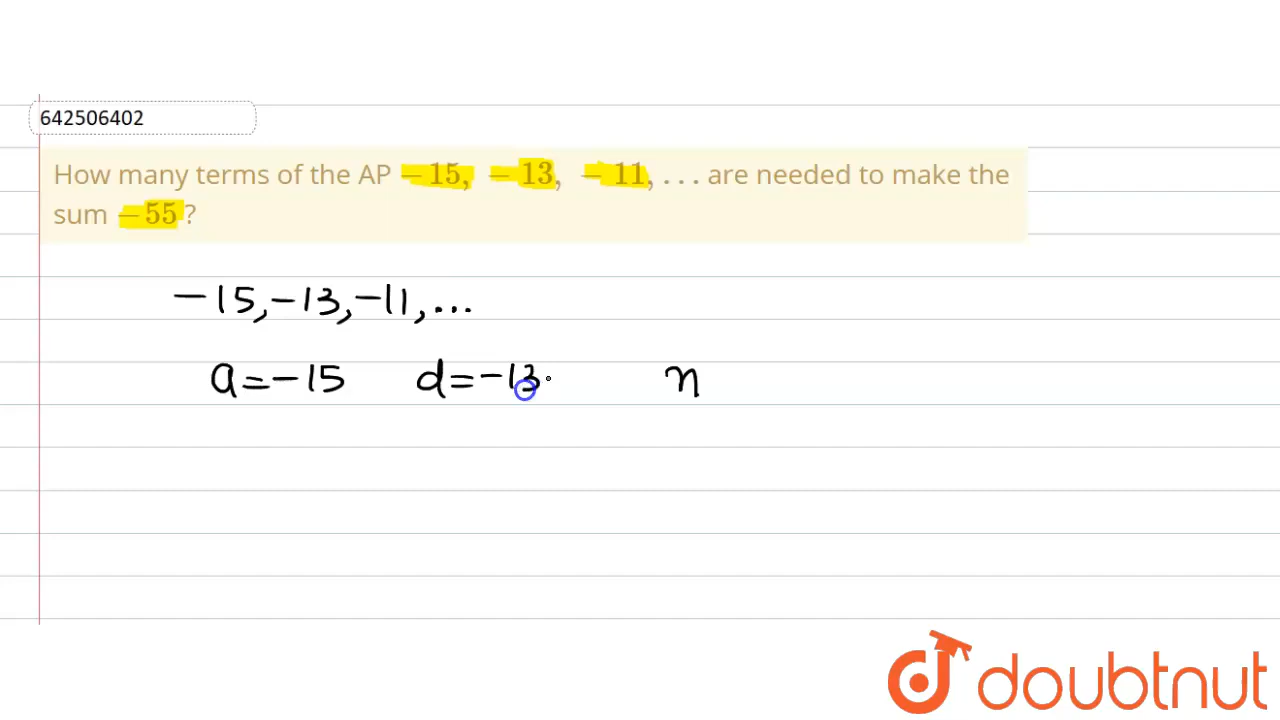 642506402
How many terms of the AP −15, −13, −11, ... are needed to make the
sum −55 ?
−15, −13, −11, ...
a = −15 d = −13· n
doubtnut